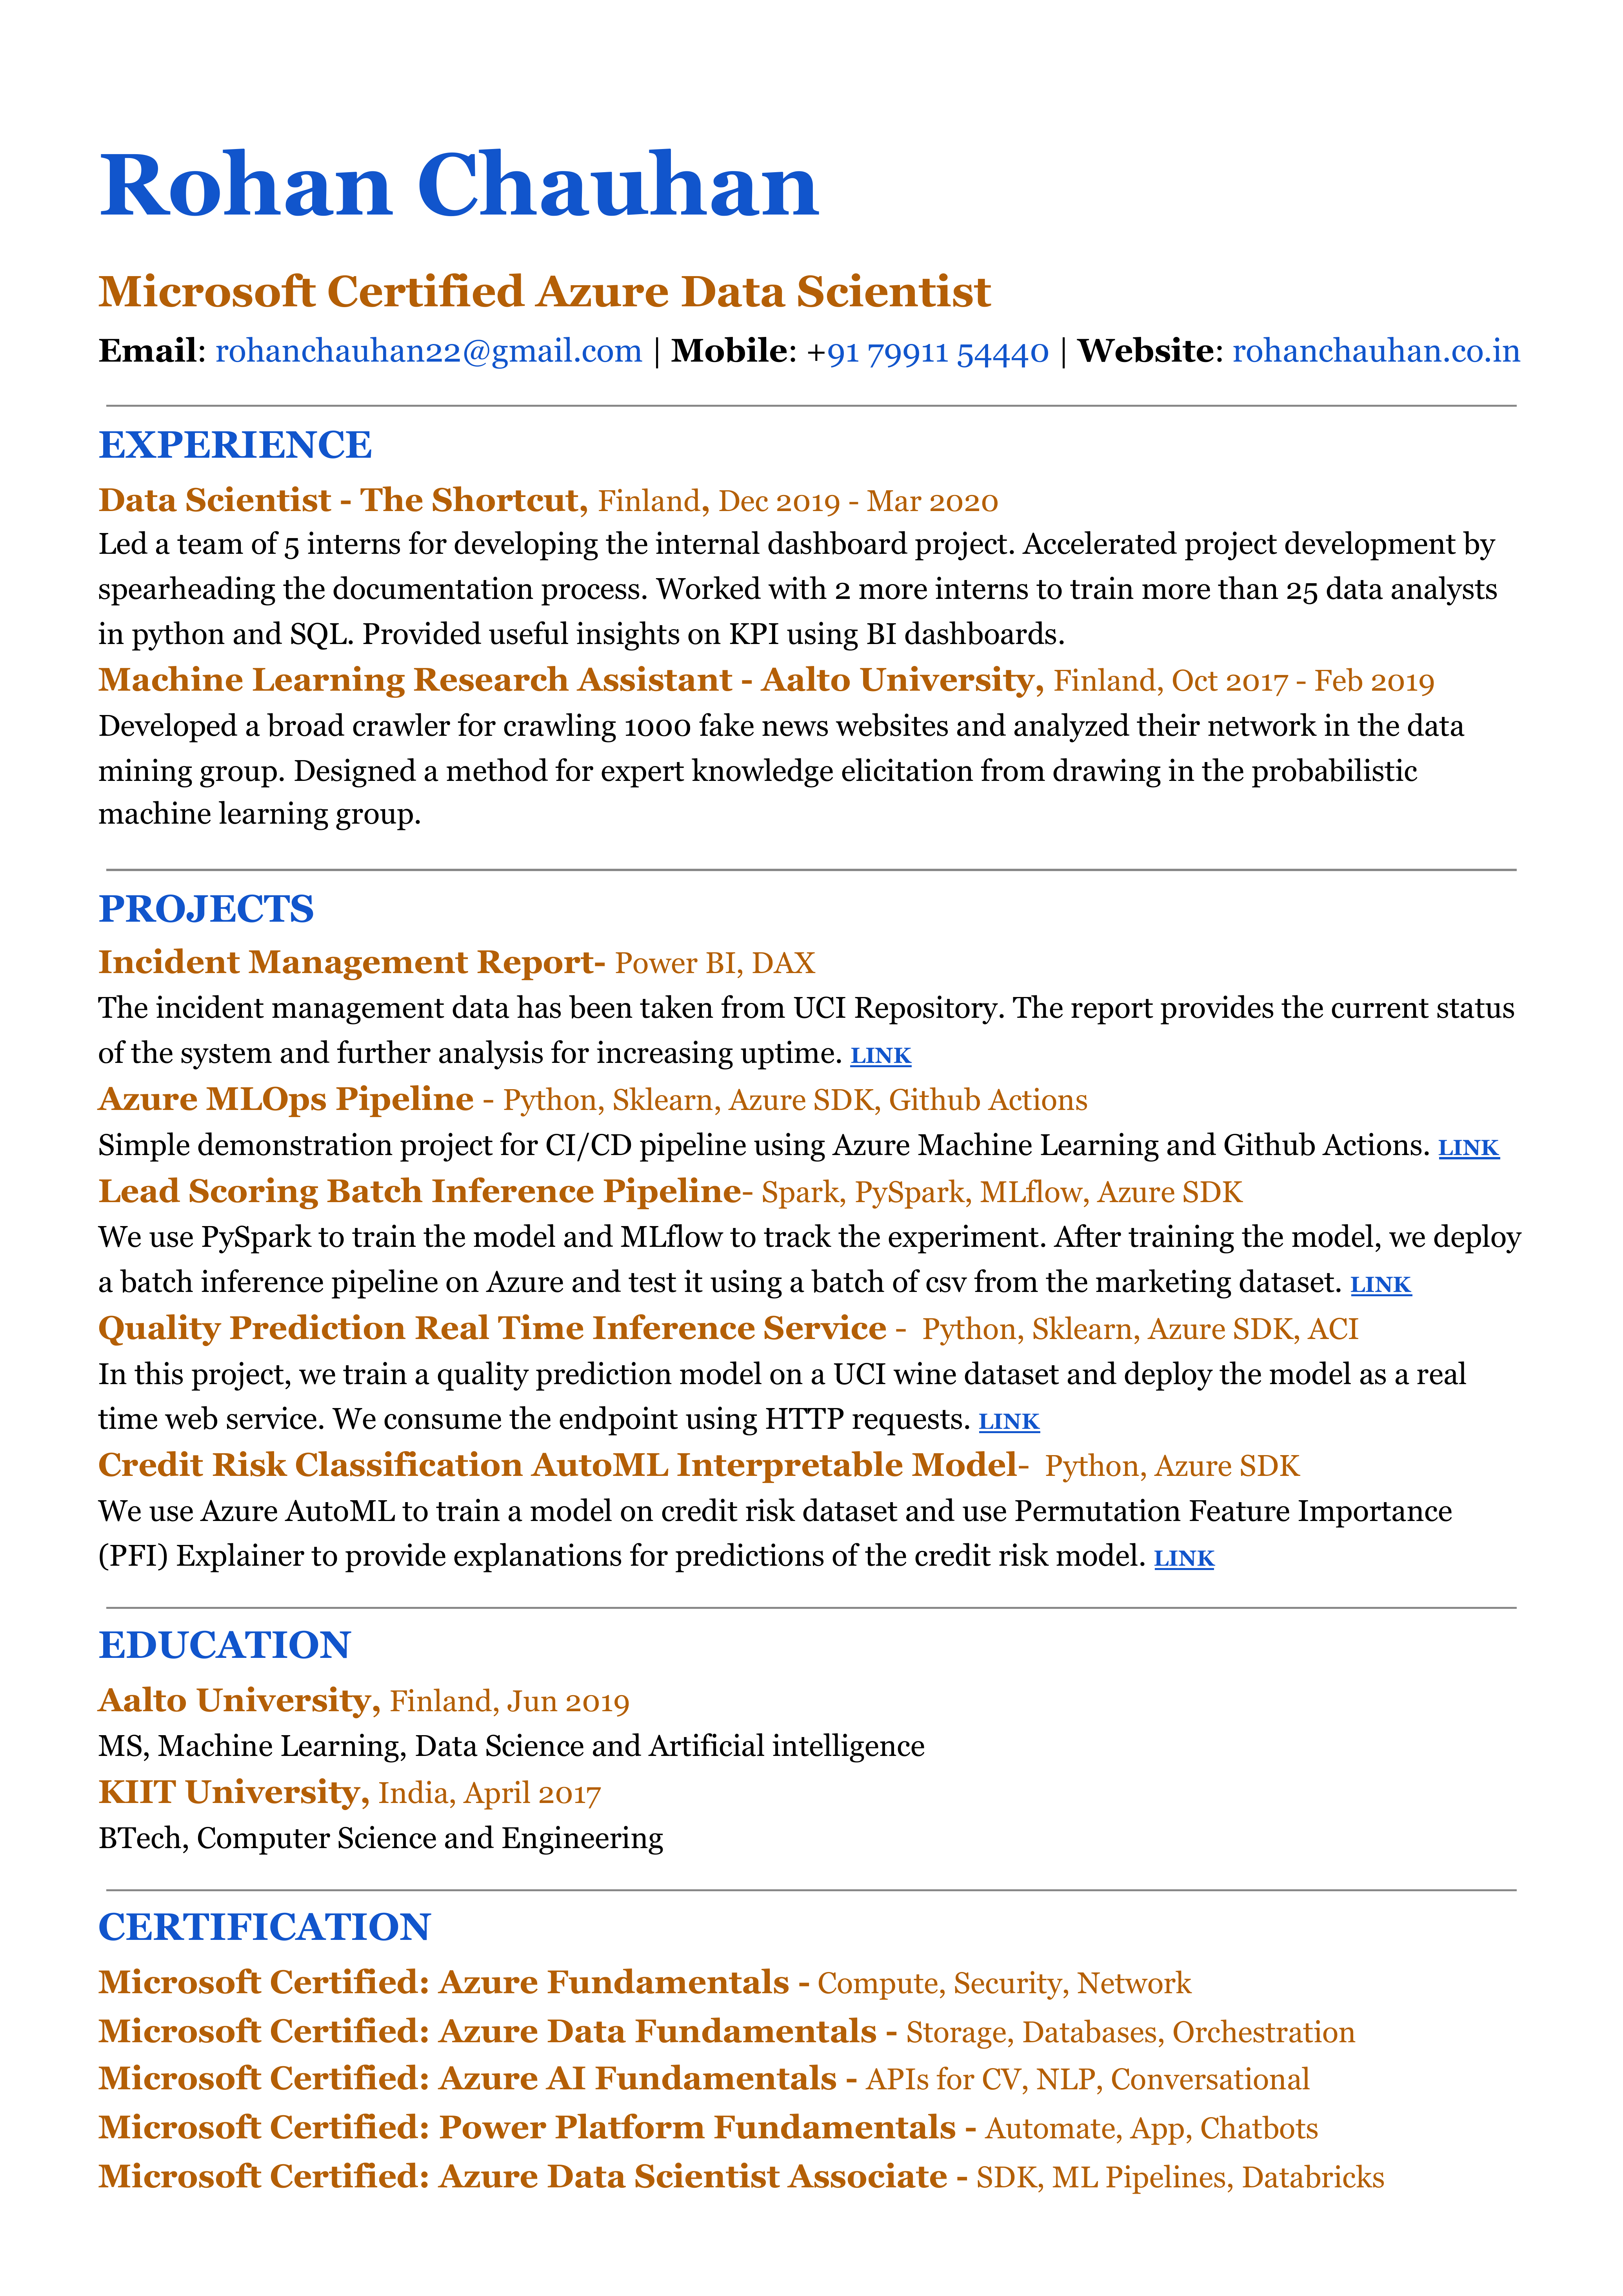 Rohan Chauhan
Microsoft Certified Azure Data Scientist
Email: rohanchauhan22@gmail.com | Mobile: +91 79911 54440 | Website: rohanchauhan.co.in
EXPERIENCE
Data Scientist - The Shortcut, Finland, Dec 2019 - Mar 2020
Led a team of 5 interns for developing the internal dashboard project. Accelerated project development by
spearheading the documentation process. Worked with 2 more interns to train more than 25 data analysts
in python and SQL. Provided useful insights on KPI using BI dashboards.
Machine Learning Research Assistant - Aalto University, Finland, Oct 2017 - Feb 2019
Developed a broad crawler for crawling 1000 fake news websites and analyzed their network in the data
mining group. Designed a method for expert knowledge elicitation from drawing in the probabilistic
machine learning group.
PROJECTS
Incident Management Report- Power BI, DAX
The incident management data has been taken from UCI Repository. The report provides the current status
of the system and further analysis for increasing uptime. LINK
Azure MLOps Pipeline - Python, Sklearn, Azure SDK, Github Actions
Simple demonstration project for CI/CD pipeline using Azure Machine Learning and Github Actions. LINK
Lead Scoring Batch Inference Pipeline- Spark, PySpark, MLflow, Azure SDK
We use PySpark to train the model and MLflow to track the experiment. After training the model, we deploy
a batch inference pipeline on Azure and test it using a batch of csv from the marketing dataset. LINK
Quality Prediction Real Time Inference Service - Python, Sklearn, Azure SDK, ACI
In this project, we train a quality prediction model on a UCI wine dataset and deploy the model as a real
time web service. We consume the endpoint using HTTP requests. LINK
Credit Risk Classification AutoML Interpretable Model- Python, Azure SDK
We use Azure AutoML to train a model on credit risk dataset and use Permutation Feature Importance
(PFI) Explainer to provide explanations for predictions of the credit risk model. LINK
EDUCATION
Aalto University, Finland, Jun 2019
MS, Machine Learning, Data Science and Artificial intelligence
KIIT University, India, April 2017
BTech, Computer Science and Engineering
CERTIFICATION
Microsoft Certified: Azure Fundamentals - Compute, Security, Network
Microsoft Certified: Azure Data Fundamentals - Storage, Databases, Orchestration
Microsoft Certified: Azure AI Fundamentals - APIs for CV, NLP, Conversational
Microsoft Certified: Power Platform Fundamentals - Automate, App, Chatbots
Microsoft Certified: Azure Data Scientist Associate - SDK, ML Pipelines, Databricks